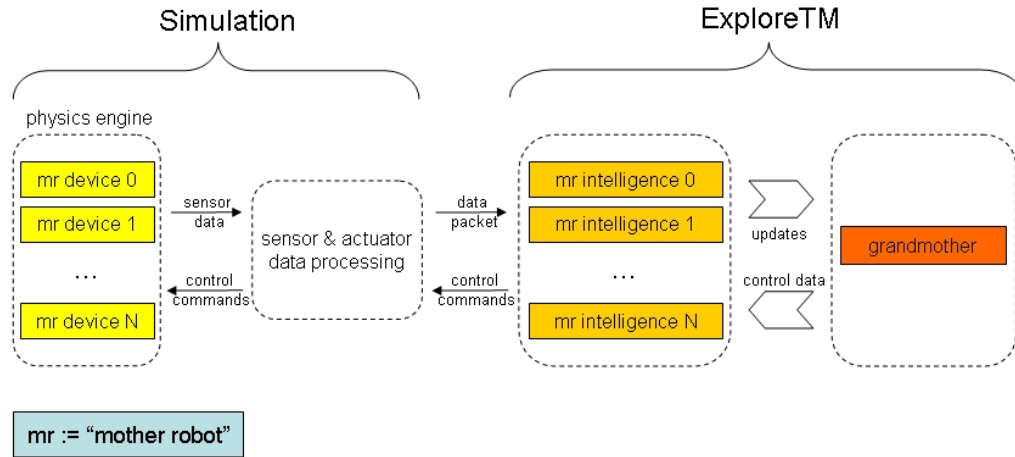 Simulation
ExploreTM
physics engine
mr device 0
mr device 1
...
mr device N
sensor
data
control
commands
sensor & actuator
data processing
data
packet
control
commands
mr intelligence 0
mr intelligence 1
...
mr intelligence N
updates
control data
grandmother
mr := “mother robot”